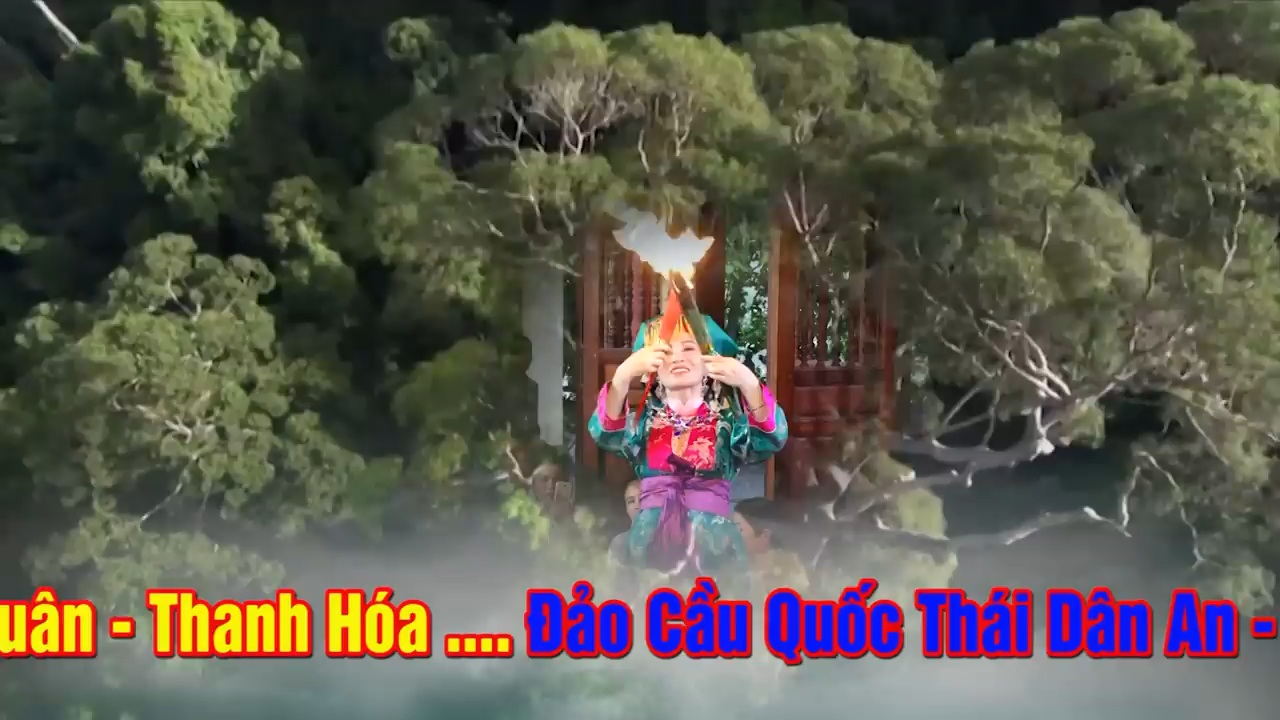 uân - Thanh Hóa .... Đảo Cầu Quốc Thái Dân An -